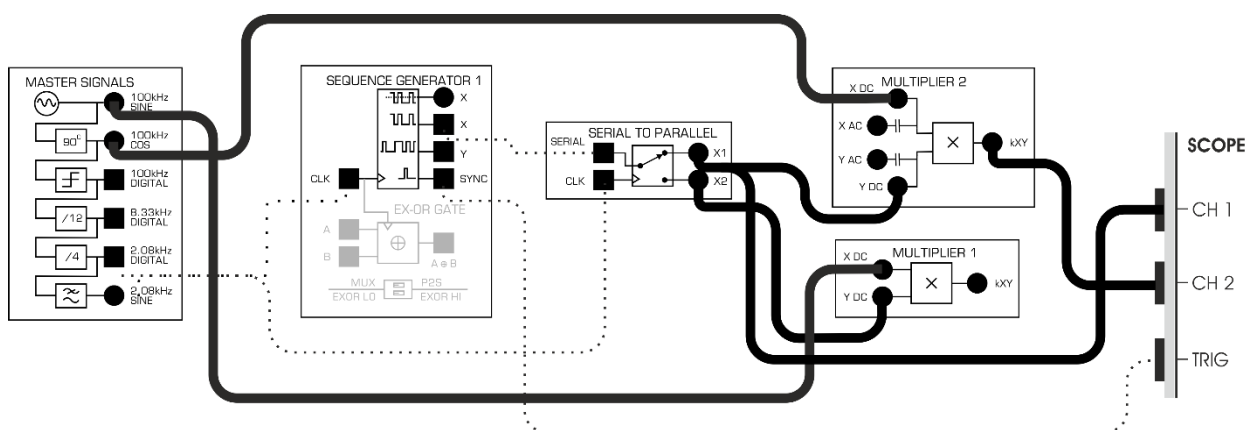 MASTER SIGNALS
100kHz
SINE
90°
100kHz
COS
100kHz
DIGITAL
/12
8.33kHz
DIGITAL
/4
2.08kHz
DIGITAL
2.08kHz
SINE
SEQUENCE GENERATOR 1
X
X
Y
CLK
SYNC
EX-OR GATE
A
B
A ⊕ B
MUX
P2S
EXOR LO
EXOR HI
SERIAL TO PARALLEL
SERIAL
X1
CLK
X2
MULTIPLIER 2
X DC
X AC
Y AC
X
kXY
Y DC
MULTIPLIER 1
X DC
Y DC
X
kXY
SCOPE
CH 1
CH 2
TRIG